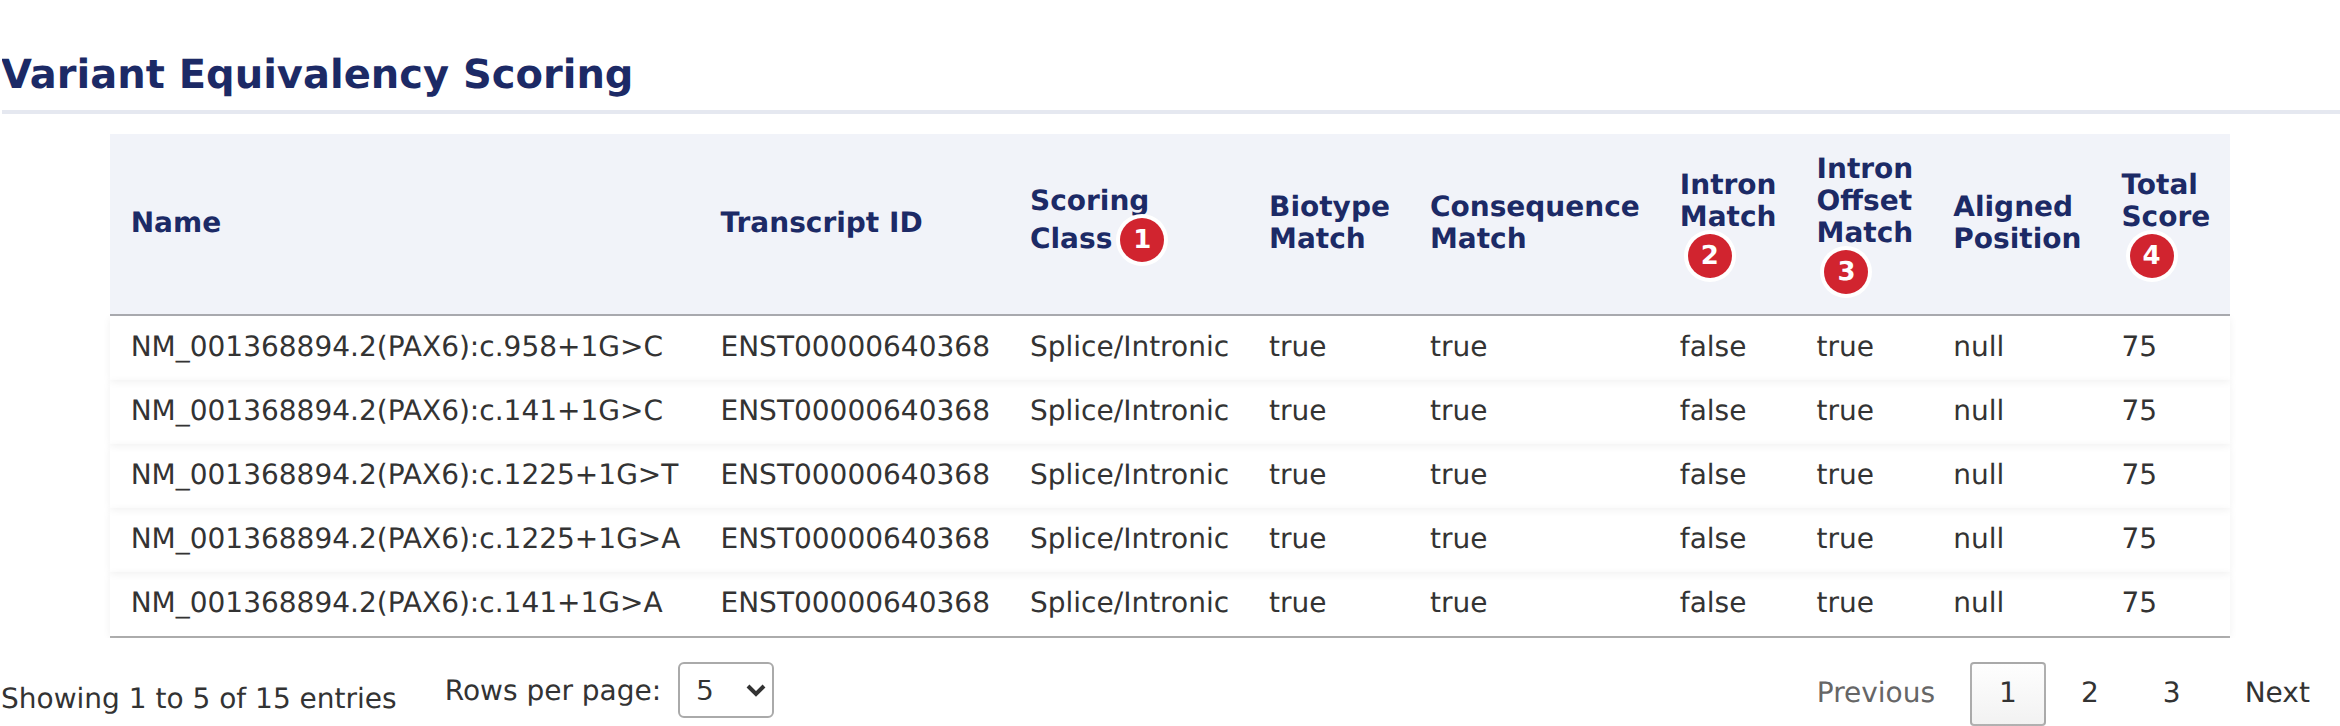 Variant Equivalency Scoring
Name Transcript ID Scoring Class 1 Biotype Match Consequence Match Intron Match 2 Intron Offset Match 3 Aligned Position Total Score 4
NM_001368894.2(PAX6):c.958+1G>C ENST00000640368 Splice/Intronic true true false true null 75
NM_001368894.2(PAX6):c.141+1G>C ENST00000640368 Splice/Intronic true true false true null 75
NM_001368894.2(PAX6):c.1225+1G>T ENST00000640368 Splice/Intronic true true false true null 75
NM_001368894.2(PAX6):c.1225+1G>A ENST00000640368 Splice/Intronic true true false true null 75
NM_001368894.2(PAX6):c.141+1G>A ENST00000640368 Splice/Intronic true true false true null 75
Showing 1 to 5 of 15 entries Rows per page: 5 Previous 1 2 3 Next